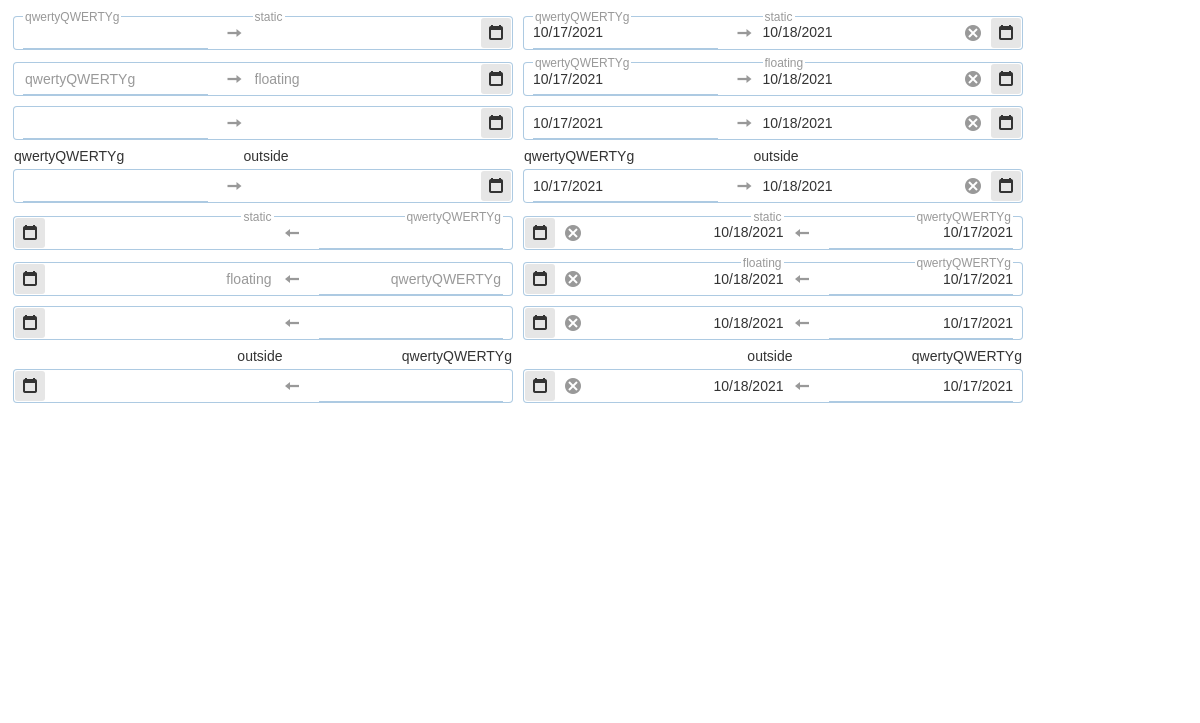 qwertyQWERTYg static qwertyQWERTYg static
10/17/2021 10/18/2021
qwertyQWERTYg floating
qwertyQWERTYg floating 10/17/2021 10/18/2021
10/17/2021 10/18/2021
qwertyQWERTYg outside qwertyQWERTYg outside
10/17/2021 10/18/2021
static qwertyQWERTYg static qwertyQWERTYg
10/18/2021 10/17/2021
floating qwertyQWERTYg
floating qwertyQWERTYg 10/18/2021 10/17/2021
10/18/2021 10/17/2021
outside qwertyQWERTYg outside qwertyQWERTYg
10/18/2021 10/17/2021